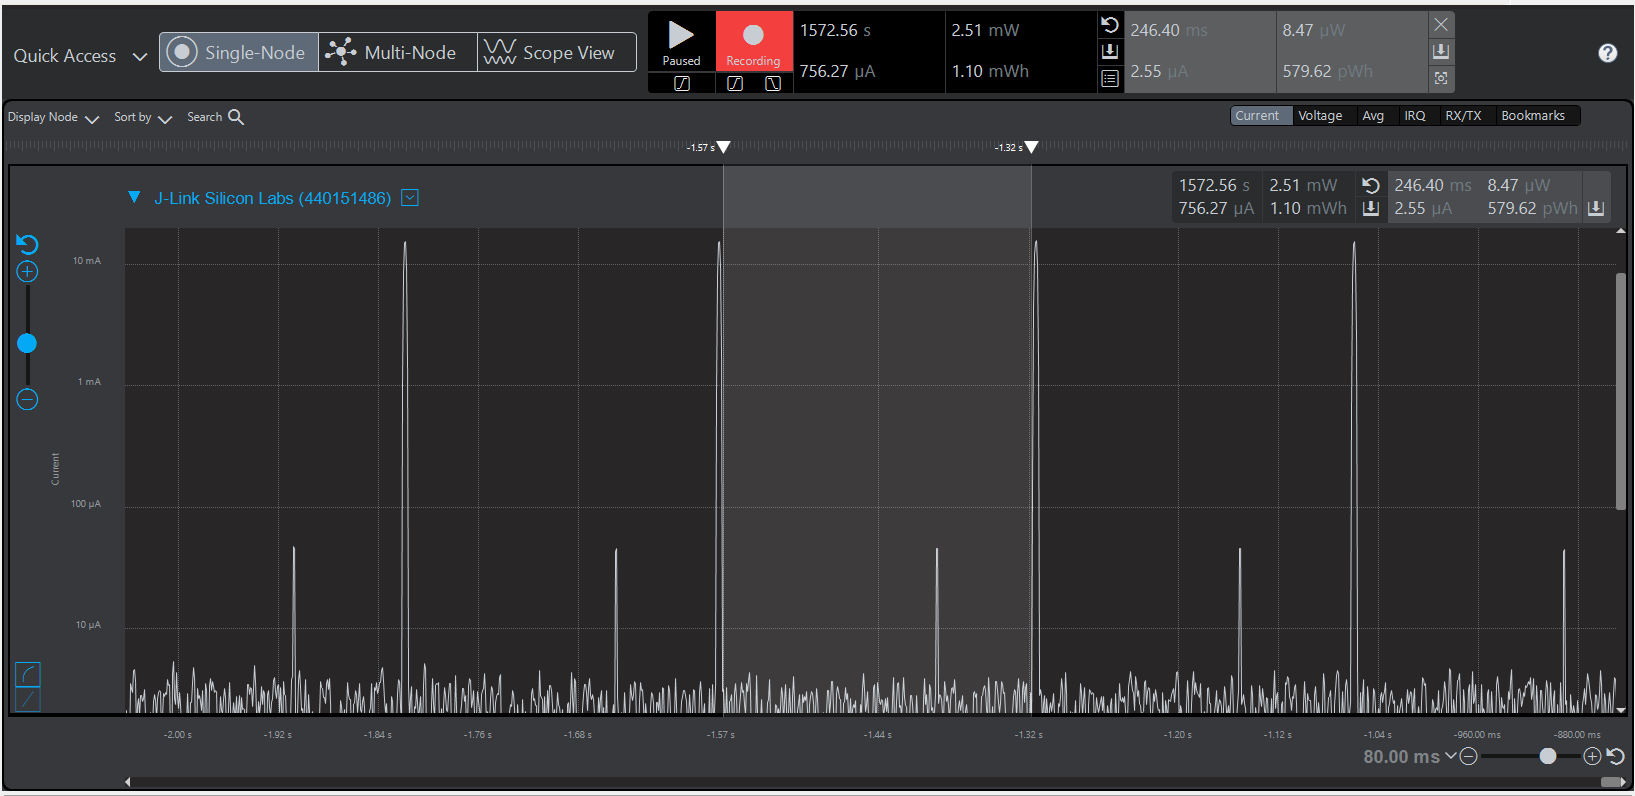 Quick Access
Single-Node
Multi-Node
Scope View
Paused
Recording
1572.56 s
2.51 mW
756.27 µA
1.10 mWh
246.40 ms
8.47 µW
2.55 µA
579.62 pWh
?
Display Node
Sort by
Search
Current
Voltage
Avg
IRQ
RX/TX
Bookmarks
-1.57 s
-1.32 s
J-Link Silicon Labs (440151486)
1572.56 s
2.51 mW
246.40 ms
8.47 µW
756.27 µA
1.10 mWh
2.55 µA
579.62 pWh
10 mA
1 mA
Current
100 µA
10 µA
-2.00 s
-1.92 s
-1.84 s
-1.76 s
-1.68 s
-1.57 s
-1.44 s
-1.32 s
-1.20 s
-1.12 s
-1.04 s
-960.00 ms
-880.00 ms
80.00 ms